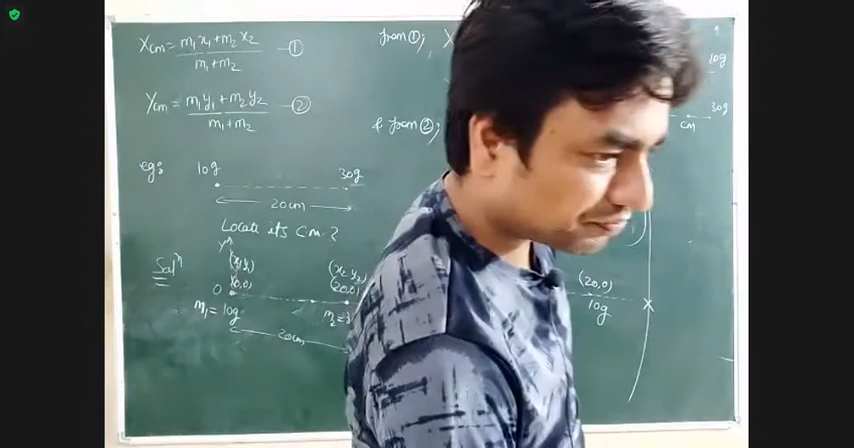 Xcm = m₁x₁+m₂x₂ / m₁+m₂ —①
Ycm = m₁y₁+m₂y₂ / m₁+m₂ —②
eg: 10g 30g
20cm
Locate its C.M.?
Solⁿ
Y
(x₁,y₁) (x₂,y₂)
O (0,0) (20,0)
m₁=10g m₂=3
20cm
from ①; X
& from ②;
10g
30g
CM
(20,0)
10g X